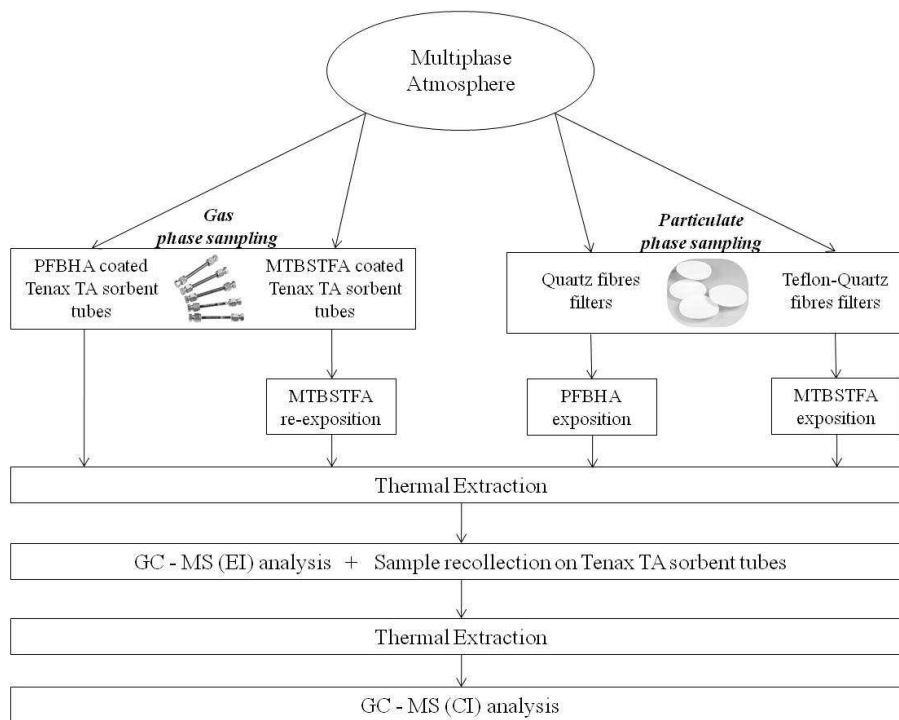 Multiphase
Atmosphere
Gas
phase sampling
Particulate
phase sampling
PFBHA coated
Tenax TA sorbent
tubes
MTBSTFA coated
Tenax TA sorbent
tubes
Quartz fibres
filters
Teflon-Quartz
fibres filters
MTBSTFA
re-exposition
PFBHA
exposition
MTBSTFA
exposition
Thermal Extraction
GC - MS (EI) analysis + Sample recollection on Tenax TA sorbent tubes
Thermal Extraction
GC - MS (CI) analysis